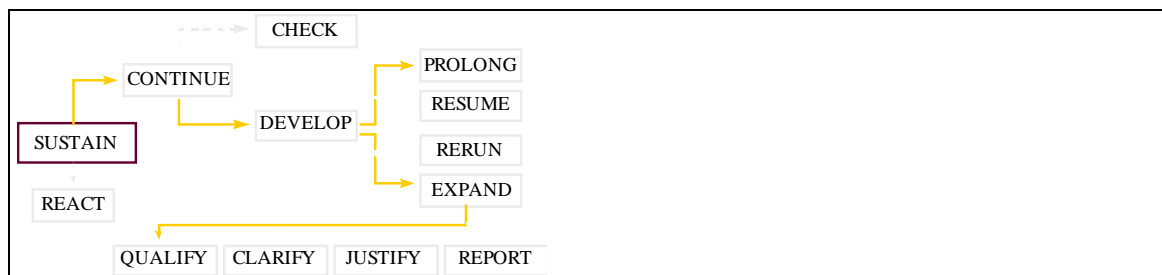 CHECK
CONTINUE
PROLONG
RESUME
DEVELOP
SUSTAIN
RERUN
EXPAND
REACT
QUALIFY CLARIFY JUSTIFY REPORT